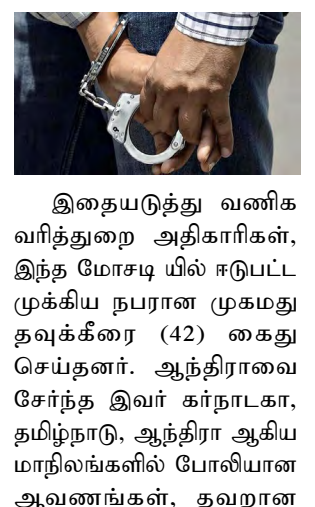 இதையடுத்து வணிக
வரித்துறை அதிகாரிகள்,
இந்த மோசடி யில் ஈடுபட்ட
முக்கிய நபரான முகமது
தவுக்கீரை (42) கைது
செய்தனர். ஆந்திராவை
சேர்ந்த இவர் கர்நாடகா,
தமிழ்நாடு, ஆந்திரா ஆகிய
மாநிலங்களில் போலியான
ஆவணங்கள், தவறான